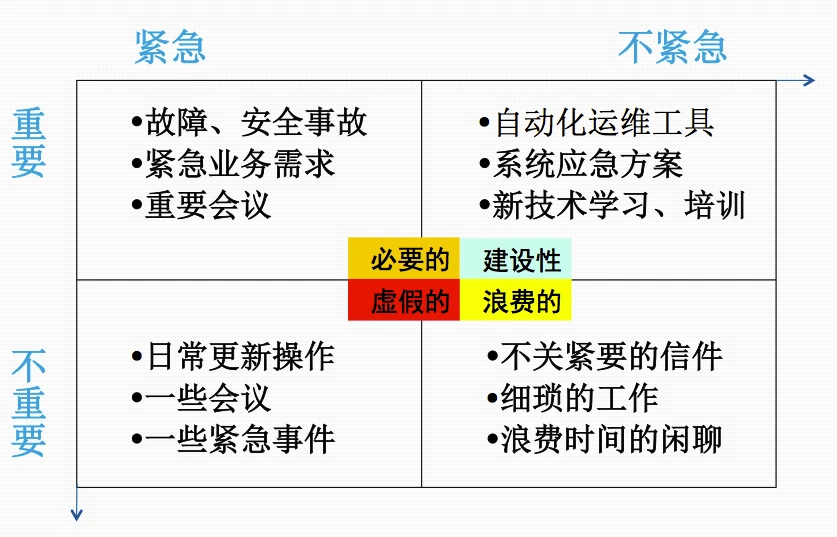 紧急
不紧急
重要
•故障、安全事故
•紧急业务需求
•重要会议
•自动化运维工具
•系统应急方案
•新技术学习、培训
必要的
建设性
虚假的
浪费的
不重要
•日常更新操作
•一些会议
•一些紧急事件
•不关紧要的信件
•细琐的工作
•浪费时间的闲聊